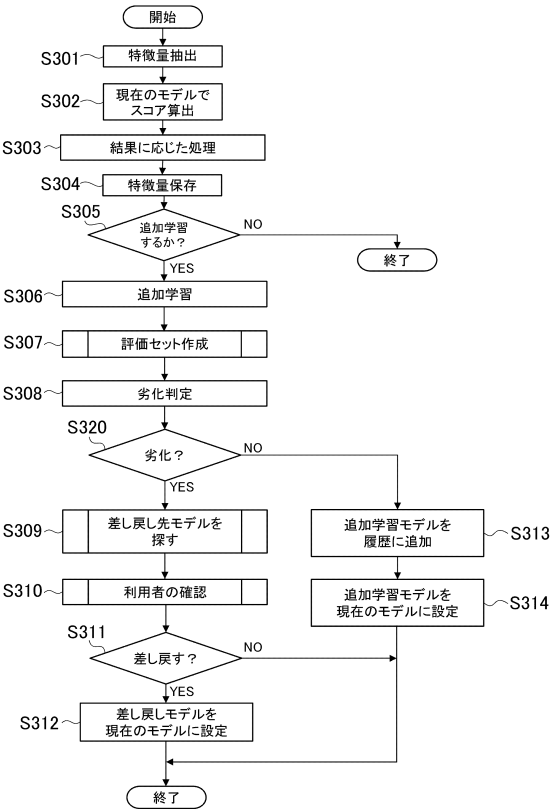 開始
S301
特徴量抽出
S302
現在のモデルで
スコア算出
S303
結果に応じた処理
S304
特徴量保存
S305
追加学習
するか？
NO
終了
YES
S306
追加学習
S307
評価セット作成
S308
劣化判定
S320
劣化？
NO
YES
S309
差し戻し先モデルを
探す
追加学習モデルを
履歴に追加
S313
S310
利用者の確認
追加学習モデルを
現在のモデルに設定
S314
S311
差し戻す？
NO
YES
S312
差し戻しモデルを
現在のモデルに設定
終了